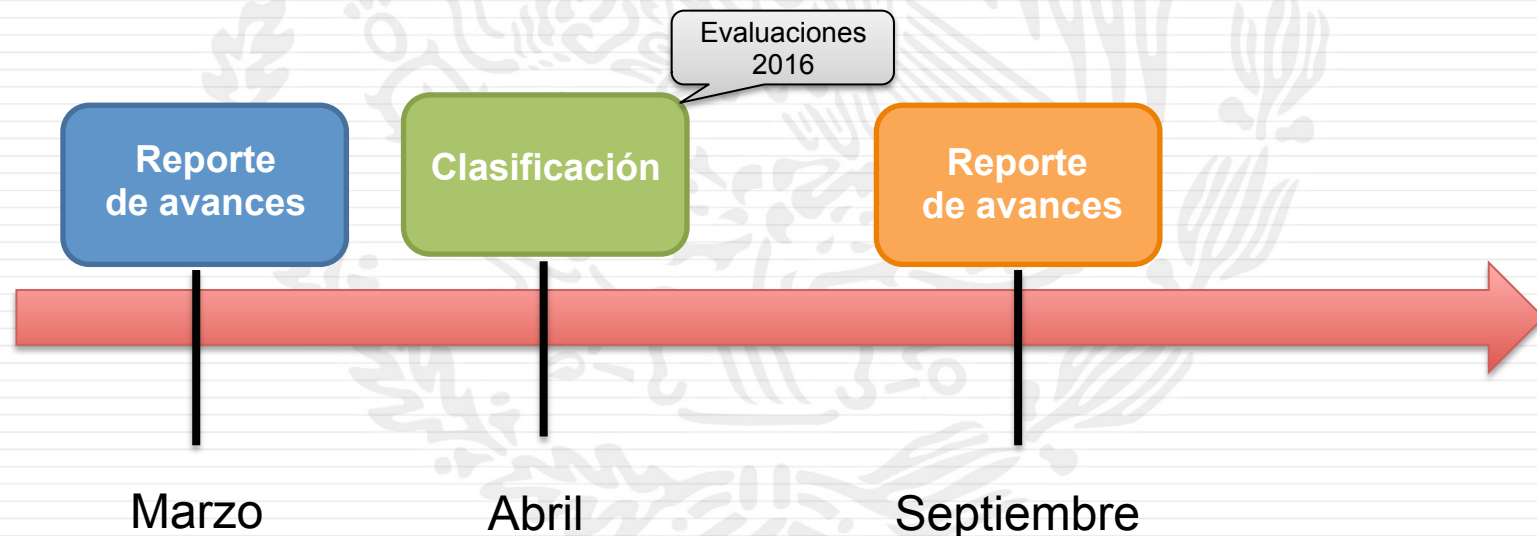 Evaluaciones
2016
Reporte
de avances
Clasificación
Reporte
de avances
Marzo
Abril
Septiembre